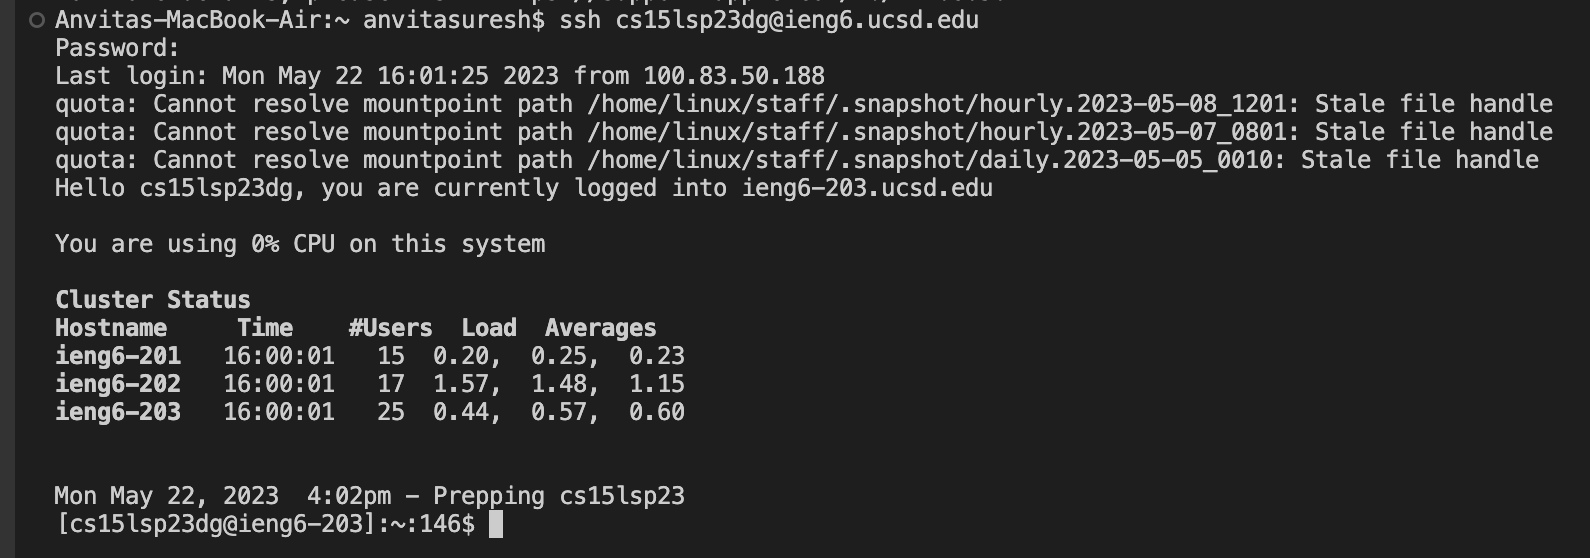 Anvitas-MacBook-Air:~ anvitasuresh$ ssh cs15lsp23dg@ieng6.ucsd.edu
Password:
Last login: Mon May 22 16:01:25 2023 from 100.83.50.188
quota: Cannot resolve mountpoint path /home/linux/staff/.snapshot/hourly.2023-05-08_1201: Stale file handle
quota: Cannot resolve mountpoint path /home/linux/staff/.snapshot/hourly.2023-05-07_0801: Stale file handle
quota: Cannot resolve mountpoint path /home/linux/staff/.snapshot/daily.2023-05-05_0010: Stale file handle
Hello cs15lsp23dg, you are currently logged into ieng6-203.ucsd.edu
You are using 0% CPU on this system
Cluster Status
Hostname Time #Users Load Averages
ieng6-201 16:00:01 15 0.20, 0.25, 0.23
ieng6-202 16:00:01 17 1.57, 1.48, 1.15
ieng6-203 16:00:01 25 0.44, 0.57, 0.60
Mon May 22, 2023 4:02pm - Prepping cs15lsp23
[cs15lsp23dg@ieng6-203]:~:146$